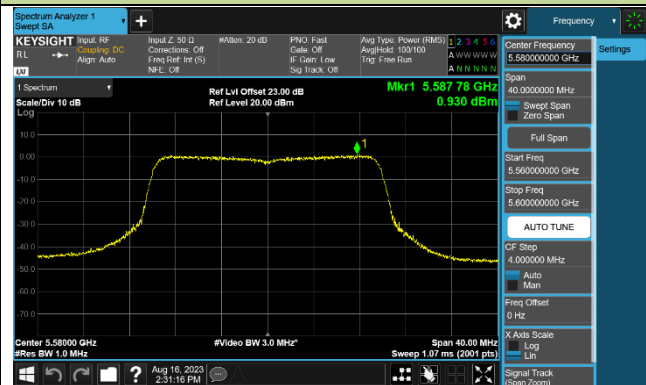 Spectrum Analyzer 1
Swept SA
Frequency
KEYSIGHT
RL
LXI
Input: RF
Coupling: DC
Align: Auto
Input Z: 50 Ω
Corrections: Off
Freq Ref: Int (S)
NFE: Off
#Atten: 20 dB
PNO: Fast
Gate: Off
IF Gain: Low
Sig Track: Off
Avg Type: Power (RMS)
Avg|Hold: 100/100
Trig: Free Run
1 2 3 4 5 6
A W W W W W
A N N N N N
1 Spectrum
Scale/Div 10 dB
Log
Ref Lvl Offset 23.00 dB
Ref Level 20.00 dBm
Mkr1 5.587 78 GHz
0.930 dBm
10.0
0.00
-10.0
-20.0
-30.0
-40.0
-50.0
-60.0
-70.0
1
Center 5.58000 GHz
#Res BW 1.0 MHz
#Video BW 3.0 MHz*
Span 40.00 MHz
Sweep 1.07 ms (2001 pts)
Center Frequency
5.580000000 GHz
Settings
Span
40.0000000 MHz
Swept Span
Zero Span
Full Span
Start Freq
5.560000000 GHz
Stop Freq
5.600000000 GHz
AUTO TUNE
CF Step
4.000000 MHz
Auto
Man
Freq Offset
0 Hz
X Axis Scale
Log
Lin
Signal Track
(Span Zoom)
?
Aug 16, 2023
2:31:16 PM